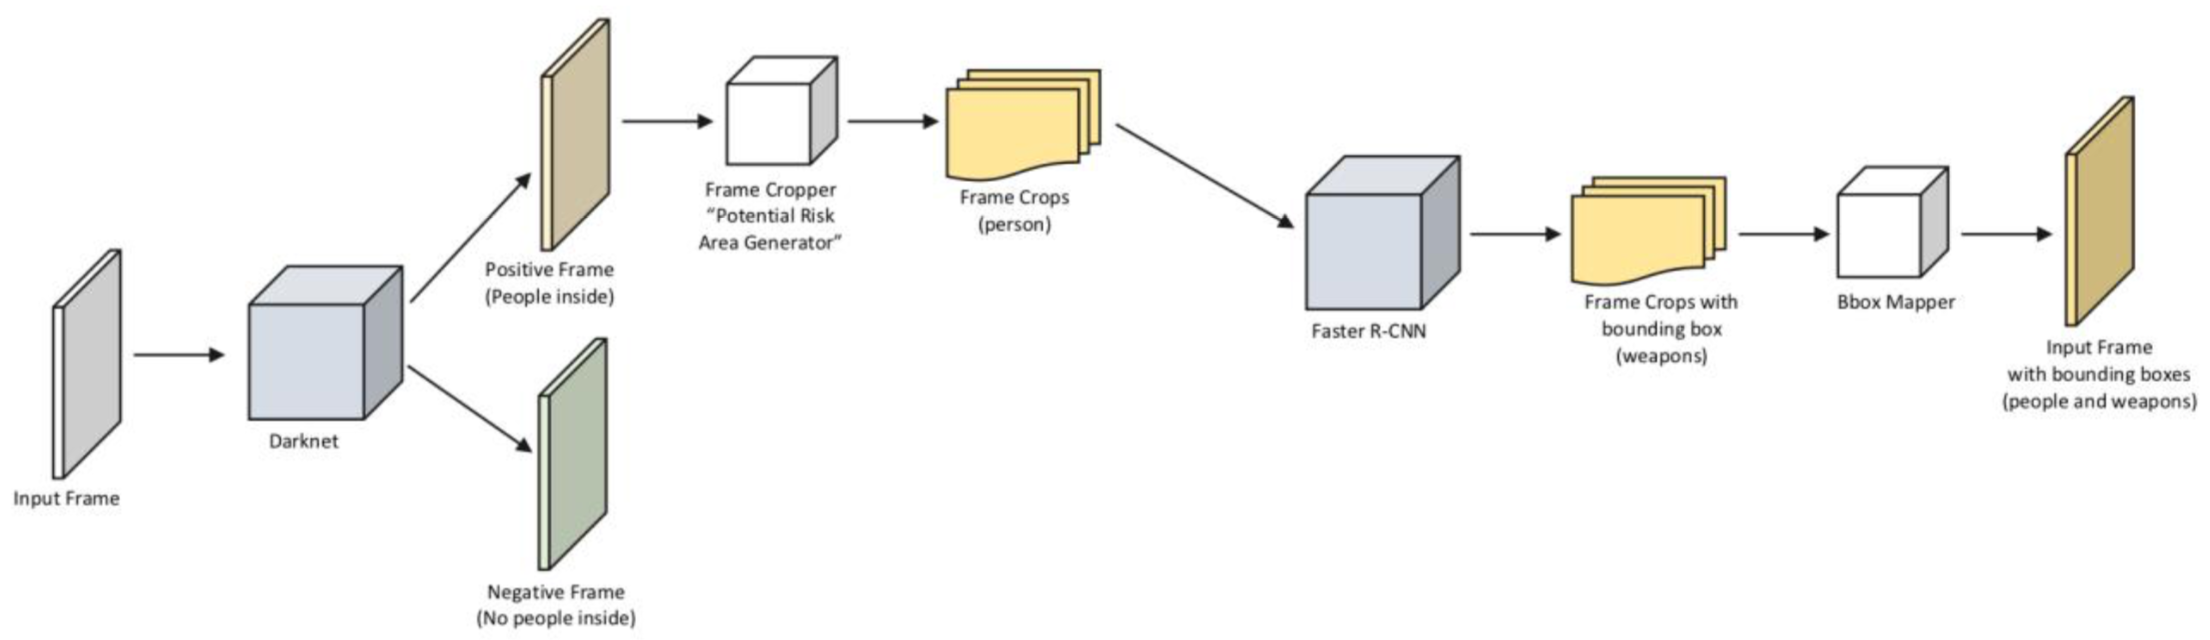 Input Frame
Darknet
Positive Frame
(People inside)
Negative Frame
(No people inside)
Frame Cropper
“Potential Risk
Area Generator”
Frame Crops
(person)
Faster R-CNN
Frame Crops with
bounding box
(weapons)
Bbox Mapper
Input Frame
with bounding boxes
(people and weapons)